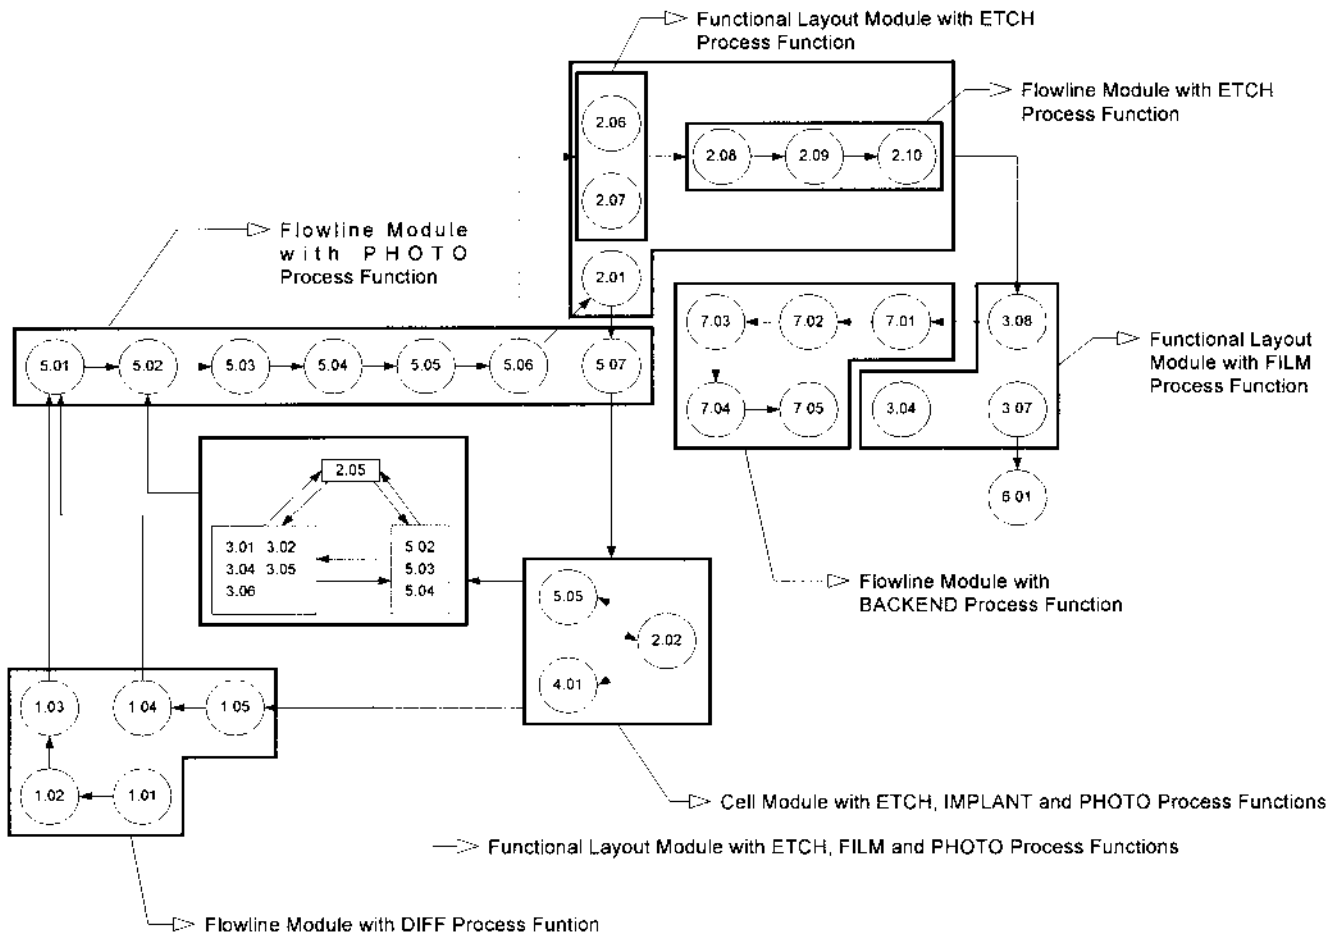 Functional Layout Module with ETCH
Process Function
Flowline Module with ETCH
Process Function
2.06
2.08
2.09
2.10
2.07
Flowline Module
with PHOTO
Process Function
2.01
7.03
7.02
7.01
3.08
5.01
5.02
5.03
5.04
5.05
5.06
5.07
Functional Layout
Module with FILM
Process Function
7.04
7.05
3.04
3.07
2.05
6.01
3.01 3.02
3.04 3.05
3.06
5.02
5.03
5.04
5.05
2.02
4.01
Flowline Module with
BACKEND Process Function
1.03
1.04
1.05
1.02
1.01
Cell Module with ETCH, IMPLANT and PHOTO Process Functions
Functional Layout Module with ETCH, FILM and PHOTO Process Functions
Flowline Module with DIFF Process Funtion